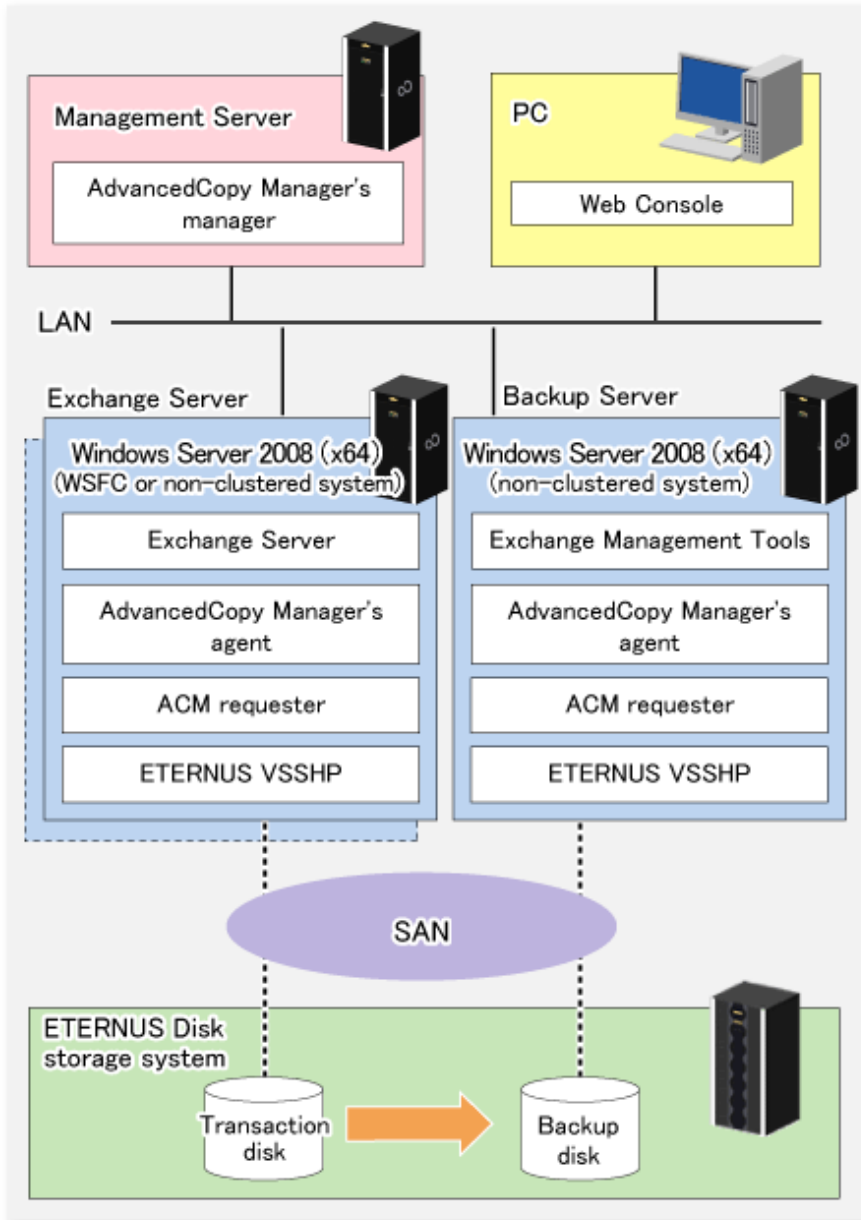 Management Server
AdvancedCopy Manager's
manager
PC
Web Console
LAN
Exchange Server
Windows Server 2008 (x64)
(WSFC or non-clustered system)
Exchange Server
AdvancedCopy Manager's
agent
ACM requester
ETERNUS VSSHP
Backup Server
Windows Server 2008 (x64)
(non-clustered system)
Exchange Management Tools
AdvancedCopy Manager's
agent
ACM requester
ETERNUS VSSHP
SAN
ETERNUS Disk
storage system
Transaction
disk
Backup
disk